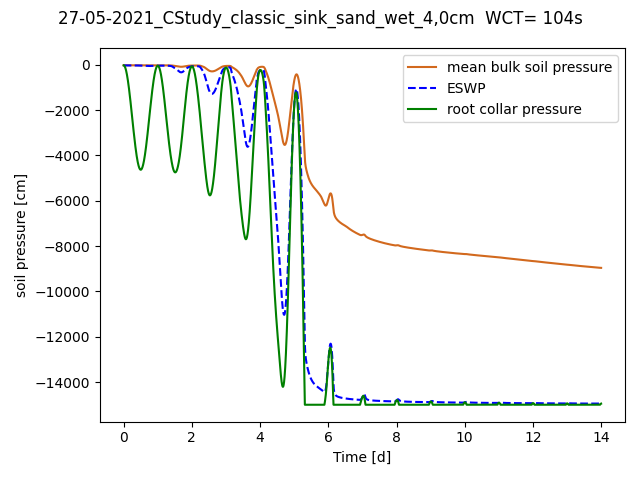 27-05-2021_CStudy_classic_sink_sand_wet_4,0cm  WCT= 104s
mean bulk soil pressure
ESWP
root collar pressure
soil pressure [cm]
0
−2000
−4000
−6000
−8000
−10000
−12000
−14000
0 2 4 6 8 10 12 14
Time [d]